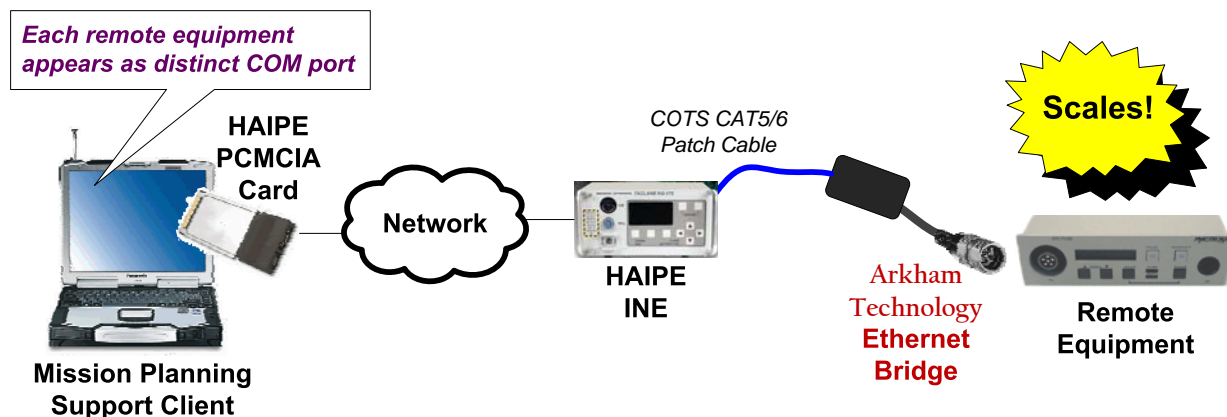 Each remote equipment
appears as distinct COM port
HAIPE
PCMCIA
Card
Network
COTS CAT5/6
Patch Cable
Scales!
HAIPE
INE
Arkham
Technology
Ethernet
Bridge
Remote
Equipment
Mission Planning
Support Client